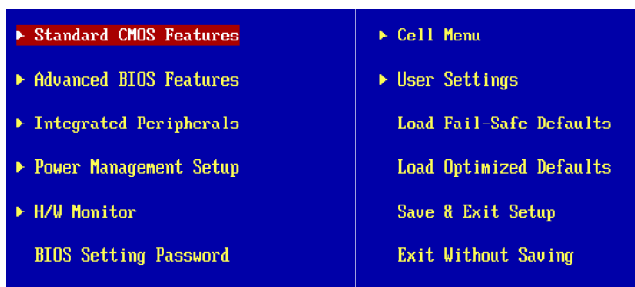 Standard CMOS Features
Advanced BIOS Features
Integrated Peripherals
Power Management Setup
H/W Monitor
BIOS Setting Password
Cell Menu
User Settings
Load Fail-Safe Defaults
Load Optimized Defaults
Save & Exit Setup
Exit Without Saving